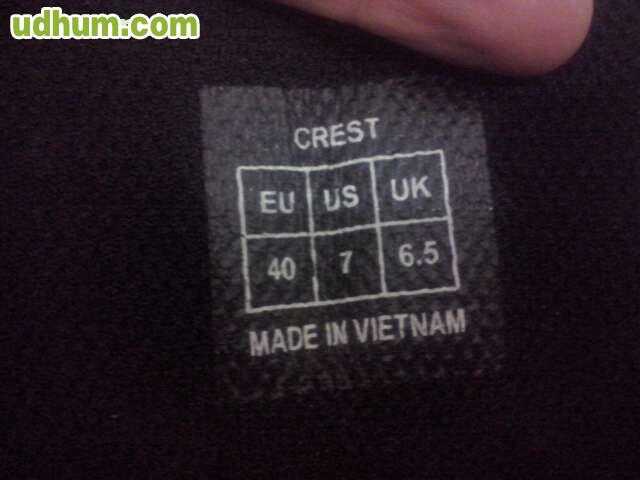 udhum.com
CREST
EU US UK
40 7 6.5
MADE IN VIETNAM